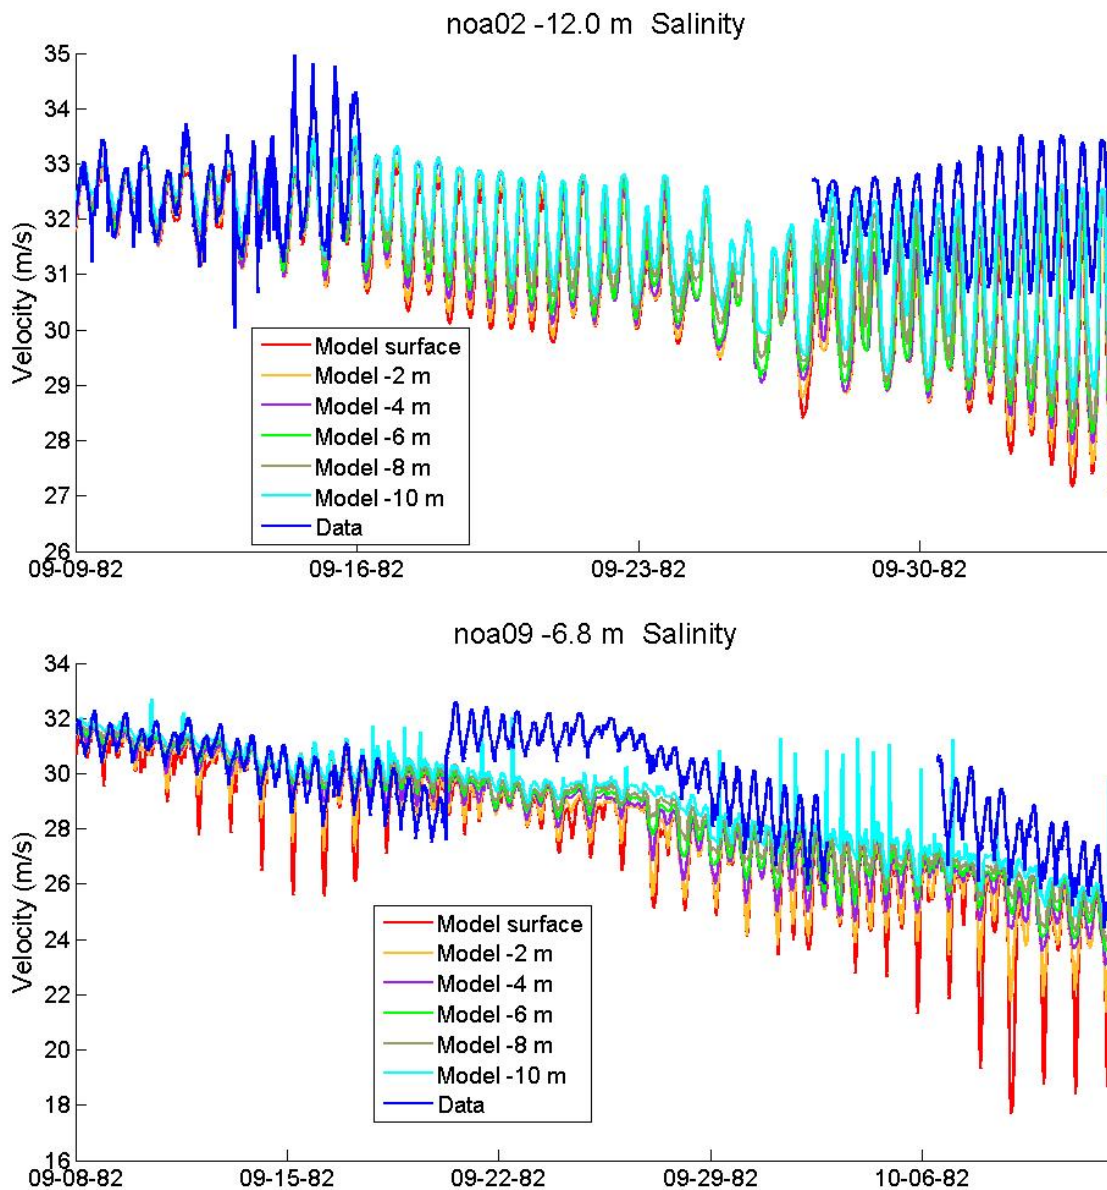 noa02 -12.0 m  Salinity
Velocity (m/s)
35
34
33
32
31
30
29
28
27
26
Model surface
Model -2 m
Model -4 m
Model -6 m
Model -8 m
Model -10 m
Data
09-09-82 09-16-82 09-23-82 09-30-82
noa09 -6.8 m  Salinity
Velocity (m/s)
34
32
30
28
26
24
22
20
18
16
Model surface
Model -2 m
Model -4 m
Model -6 m
Model -8 m
Model -10 m
Data
09-08-82 09-15-82 09-22-82 09-29-82 10-06-82